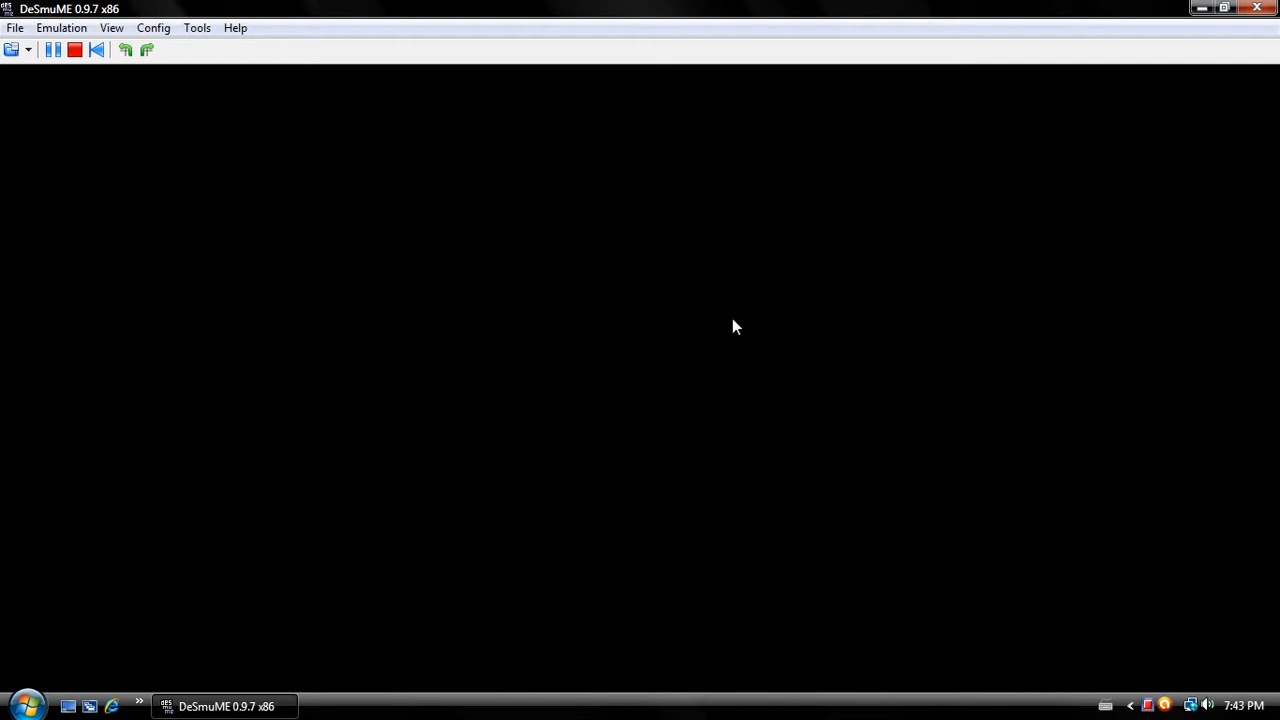 DeSmuME 0.9.7 x86
File Emulation View Config Tools Help
DeSmuME 0.9.7 x86
7:43 PM